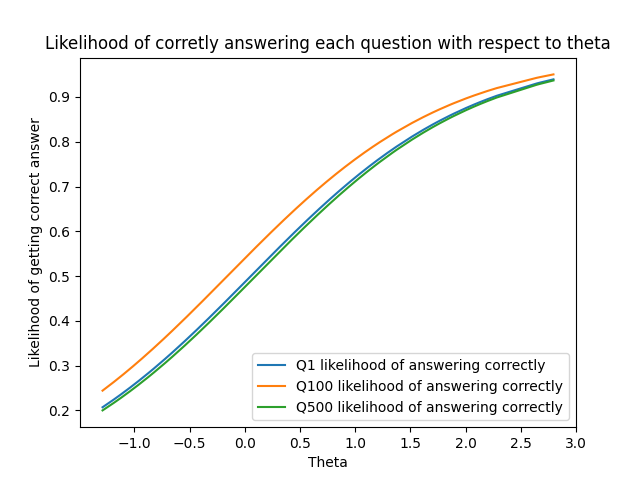 Likelihood of corretly answering each question with respect to theta
Likelihood of getting correct answer
0.9
0.8
0.7
0.6
0.5
0.4
0.3
0.2
Q1 likelihood of answering correctly
Q100 likelihood of answering correctly
Q500 likelihood of answering correctly
−1.0 −0.5 0.0 0.5 1.0 1.5 2.0 2.5 3.0
Theta